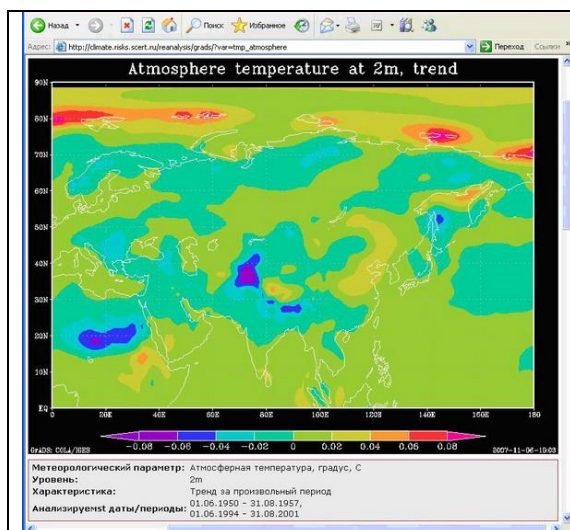 Назад
Поиск
Избранное
Адрес: http://climate.risks.scert.ru/reanalysis/grads/?var=tmp_atmosphere
Переход
Ссылки
Atmosphere temperature at 2m, trend
90N
80N
70N
60N
50N
40N
30N
20N
10N
EQ
0 20E 40E 60E 80E 100E 120E 140E 160E 180
-0.08 -0.06 -0.04 -0.02 0 0.02 0.04 0.06 0.08
GrADS: COLA/IGES
2007-11-06-10:03
Метеорологический параметр: Атмосферная температура, градус, С
Уровень: 2m
Характеристика: Тренд за произвольный период
Анализируемst даты/периоды: 01.06.1950 - 31.08.1957,
01.06.1994 - 31.08.2001